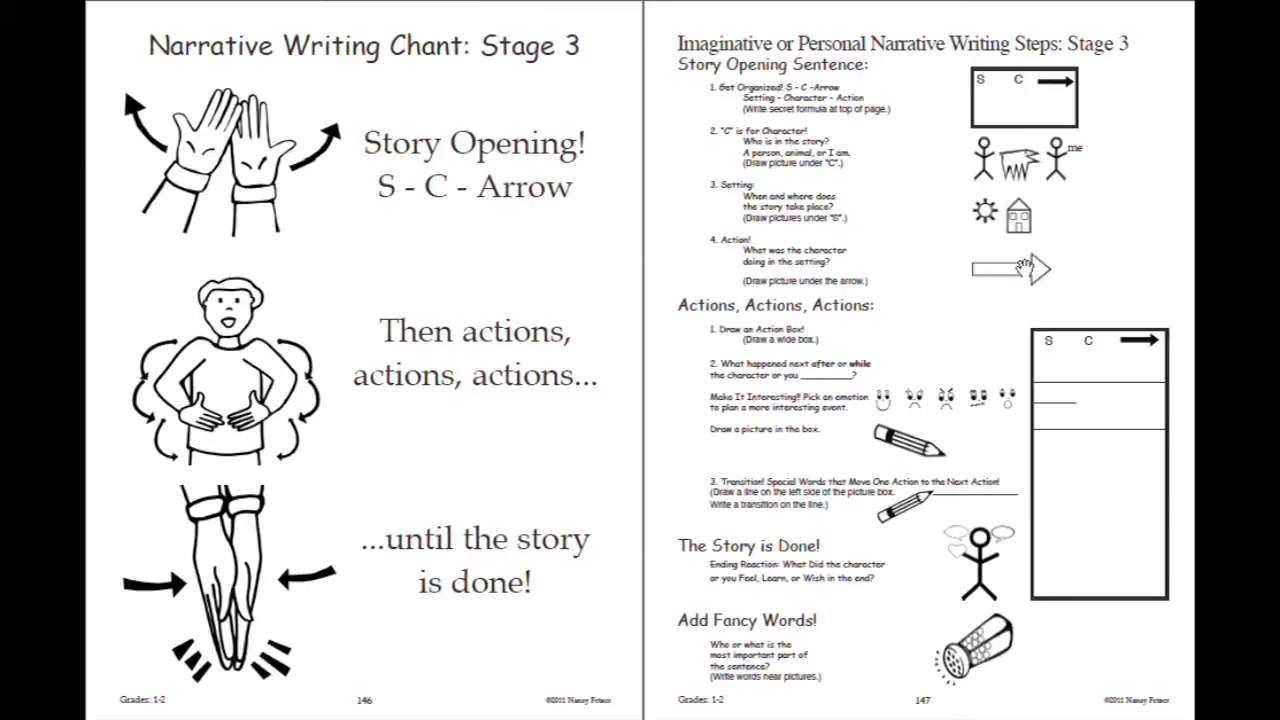 Narrative Writing Chant: Stage 3
Story Opening!
S - C - Arrow
Then actions,
actions, actions...
...until the story
is done!
Grades: 1-2
146
©2011 Nancy Fetzer
Imaginative or Personal Narrative Writing Steps: Stage 3
Story Opening Sentence:
1. Get Organized! S - C -Arrow
Setting - Character - Action
(Write secret formula at top of page.)
S C
2. "C" is for Character!
Who is in the story?
A person, animal, or I am.
(Draw picture under "C".)
me
3. Setting:
When and where does
the story take place?
(Draw pictures under "S".)
4. Action!
What was the character
doing in the setting?
(Draw picture under the arrow.)
Actions, Actions, Actions:
1. Draw an Action Box!
(Draw a wide box.)
S C
2. What happened next after or while
the character or you _________?
Make It Interesting!! Pick an emotion
to plan a more interesting event.
Draw a picture in the box.
3. Transition! Special Words that Move One Action to the Next Action!
(Draw a line on the left side of the picture box.
Write a transition on the line.)
The Story is Done!
Ending Reaction: What Did the character
or you Feel, Learn, or Wish in the end?
Add Fancy Words!
Who or what is the
most important part of
the sentence?
(Write words near pictures.)
Grades: 1-2
147
©2011 Nancy Fetzer